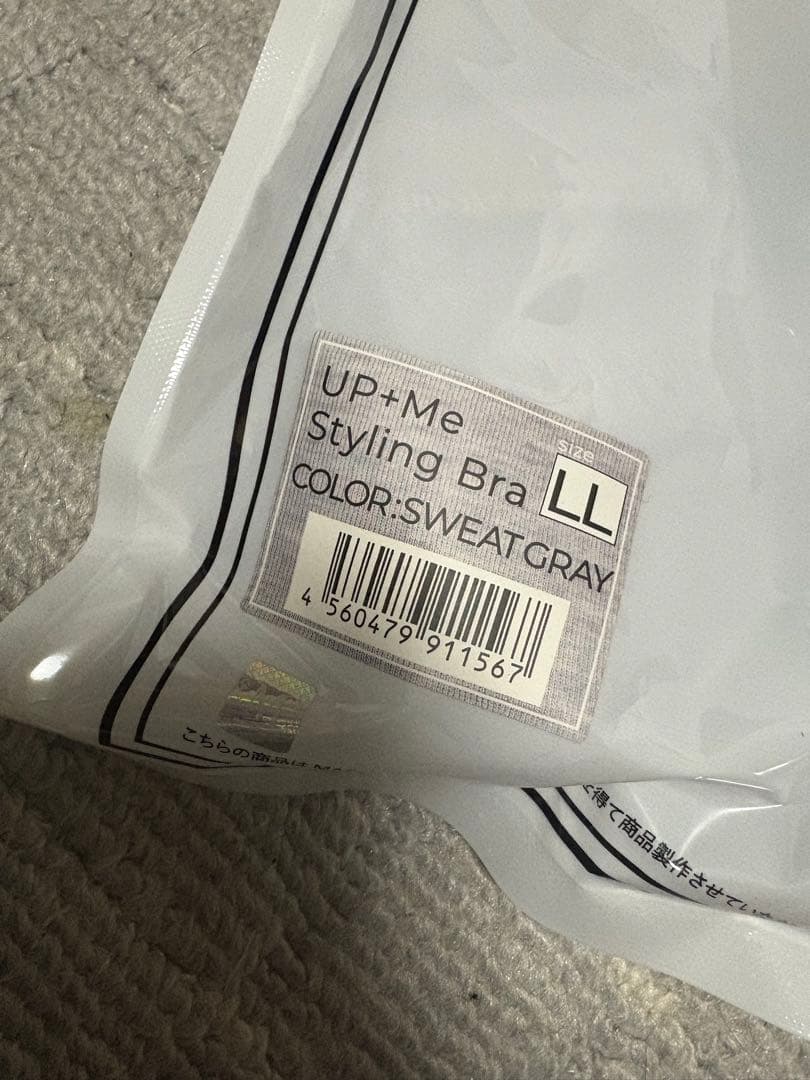 UP+Me
Styling Bra
size
LL
COLOR:SWEAT GRAY
4 560479 911567
こちらの商品は
得て商品製作させてい